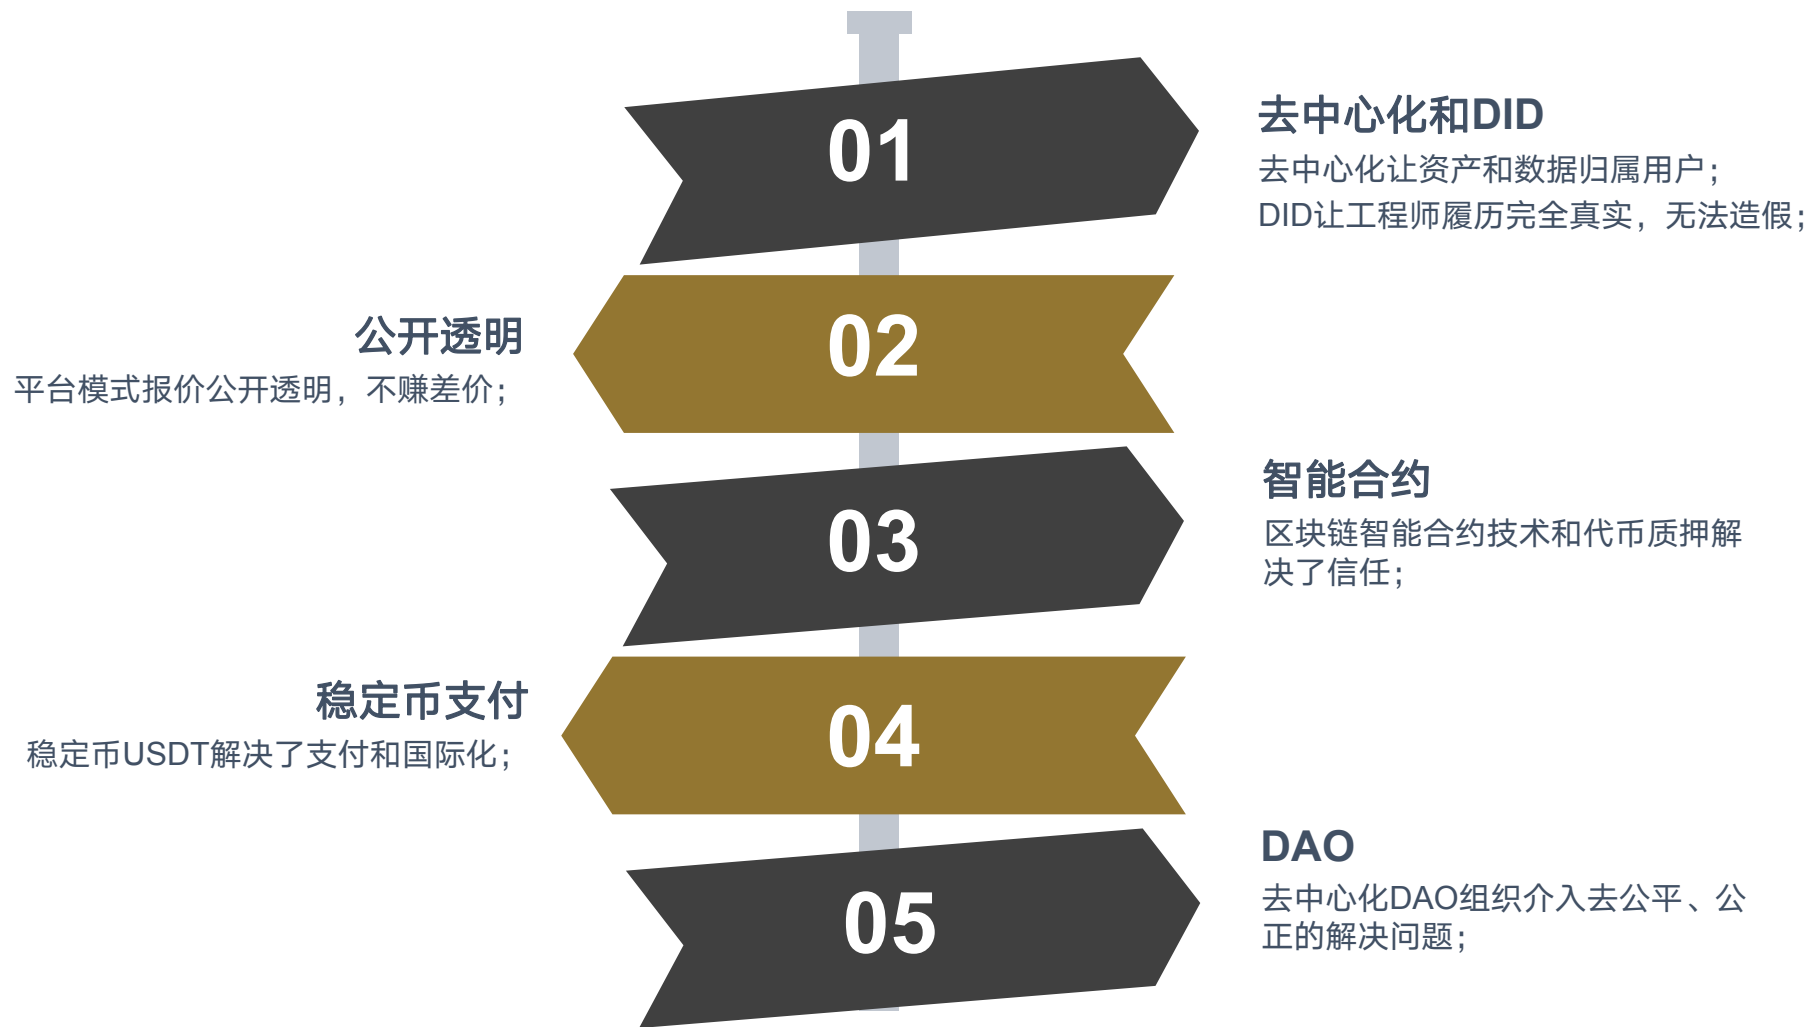 01
去中心化和DID
去中心化让资产和数据归属用户；
DID让工程师履历完全真实，无法造假；
02
公开透明
平台模式报价公开透明，不赚差价；
03
智能合约
区块链智能合约技术和代币质押解
决了信任；
04
稳定币支付
稳定币USDT解决了支付和国际化；
05
DAO
去中心化DAO组织介入去公平、公
正的解决问题；